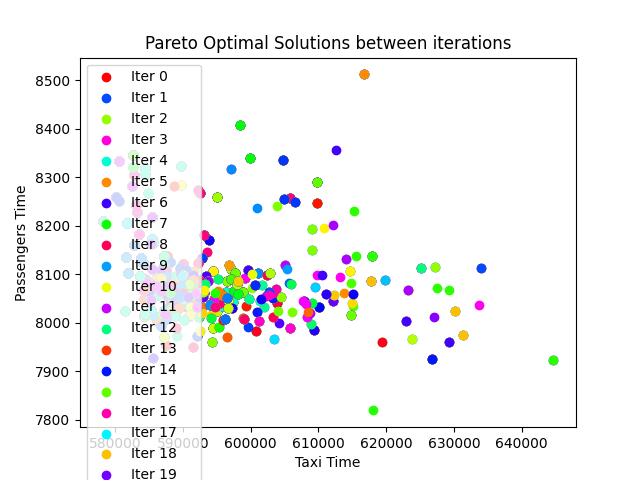 Pareto Optimal Solutions between iterations
8500
8400
8300
8200
8100
8000
7900
7800
Passengers Time
Iter 0
Iter 1
Iter 2
Iter 3
Iter 4
Iter 5
Iter 6
Iter 7
Iter 8
Iter 9
Iter 10
Iter 11
Iter 12
Iter 13
Iter 14
Iter 15
Iter 16
Iter 17
Iter 18
Iter 19
580000 590000 600000 610000 620000 630000 640000
Taxi Time